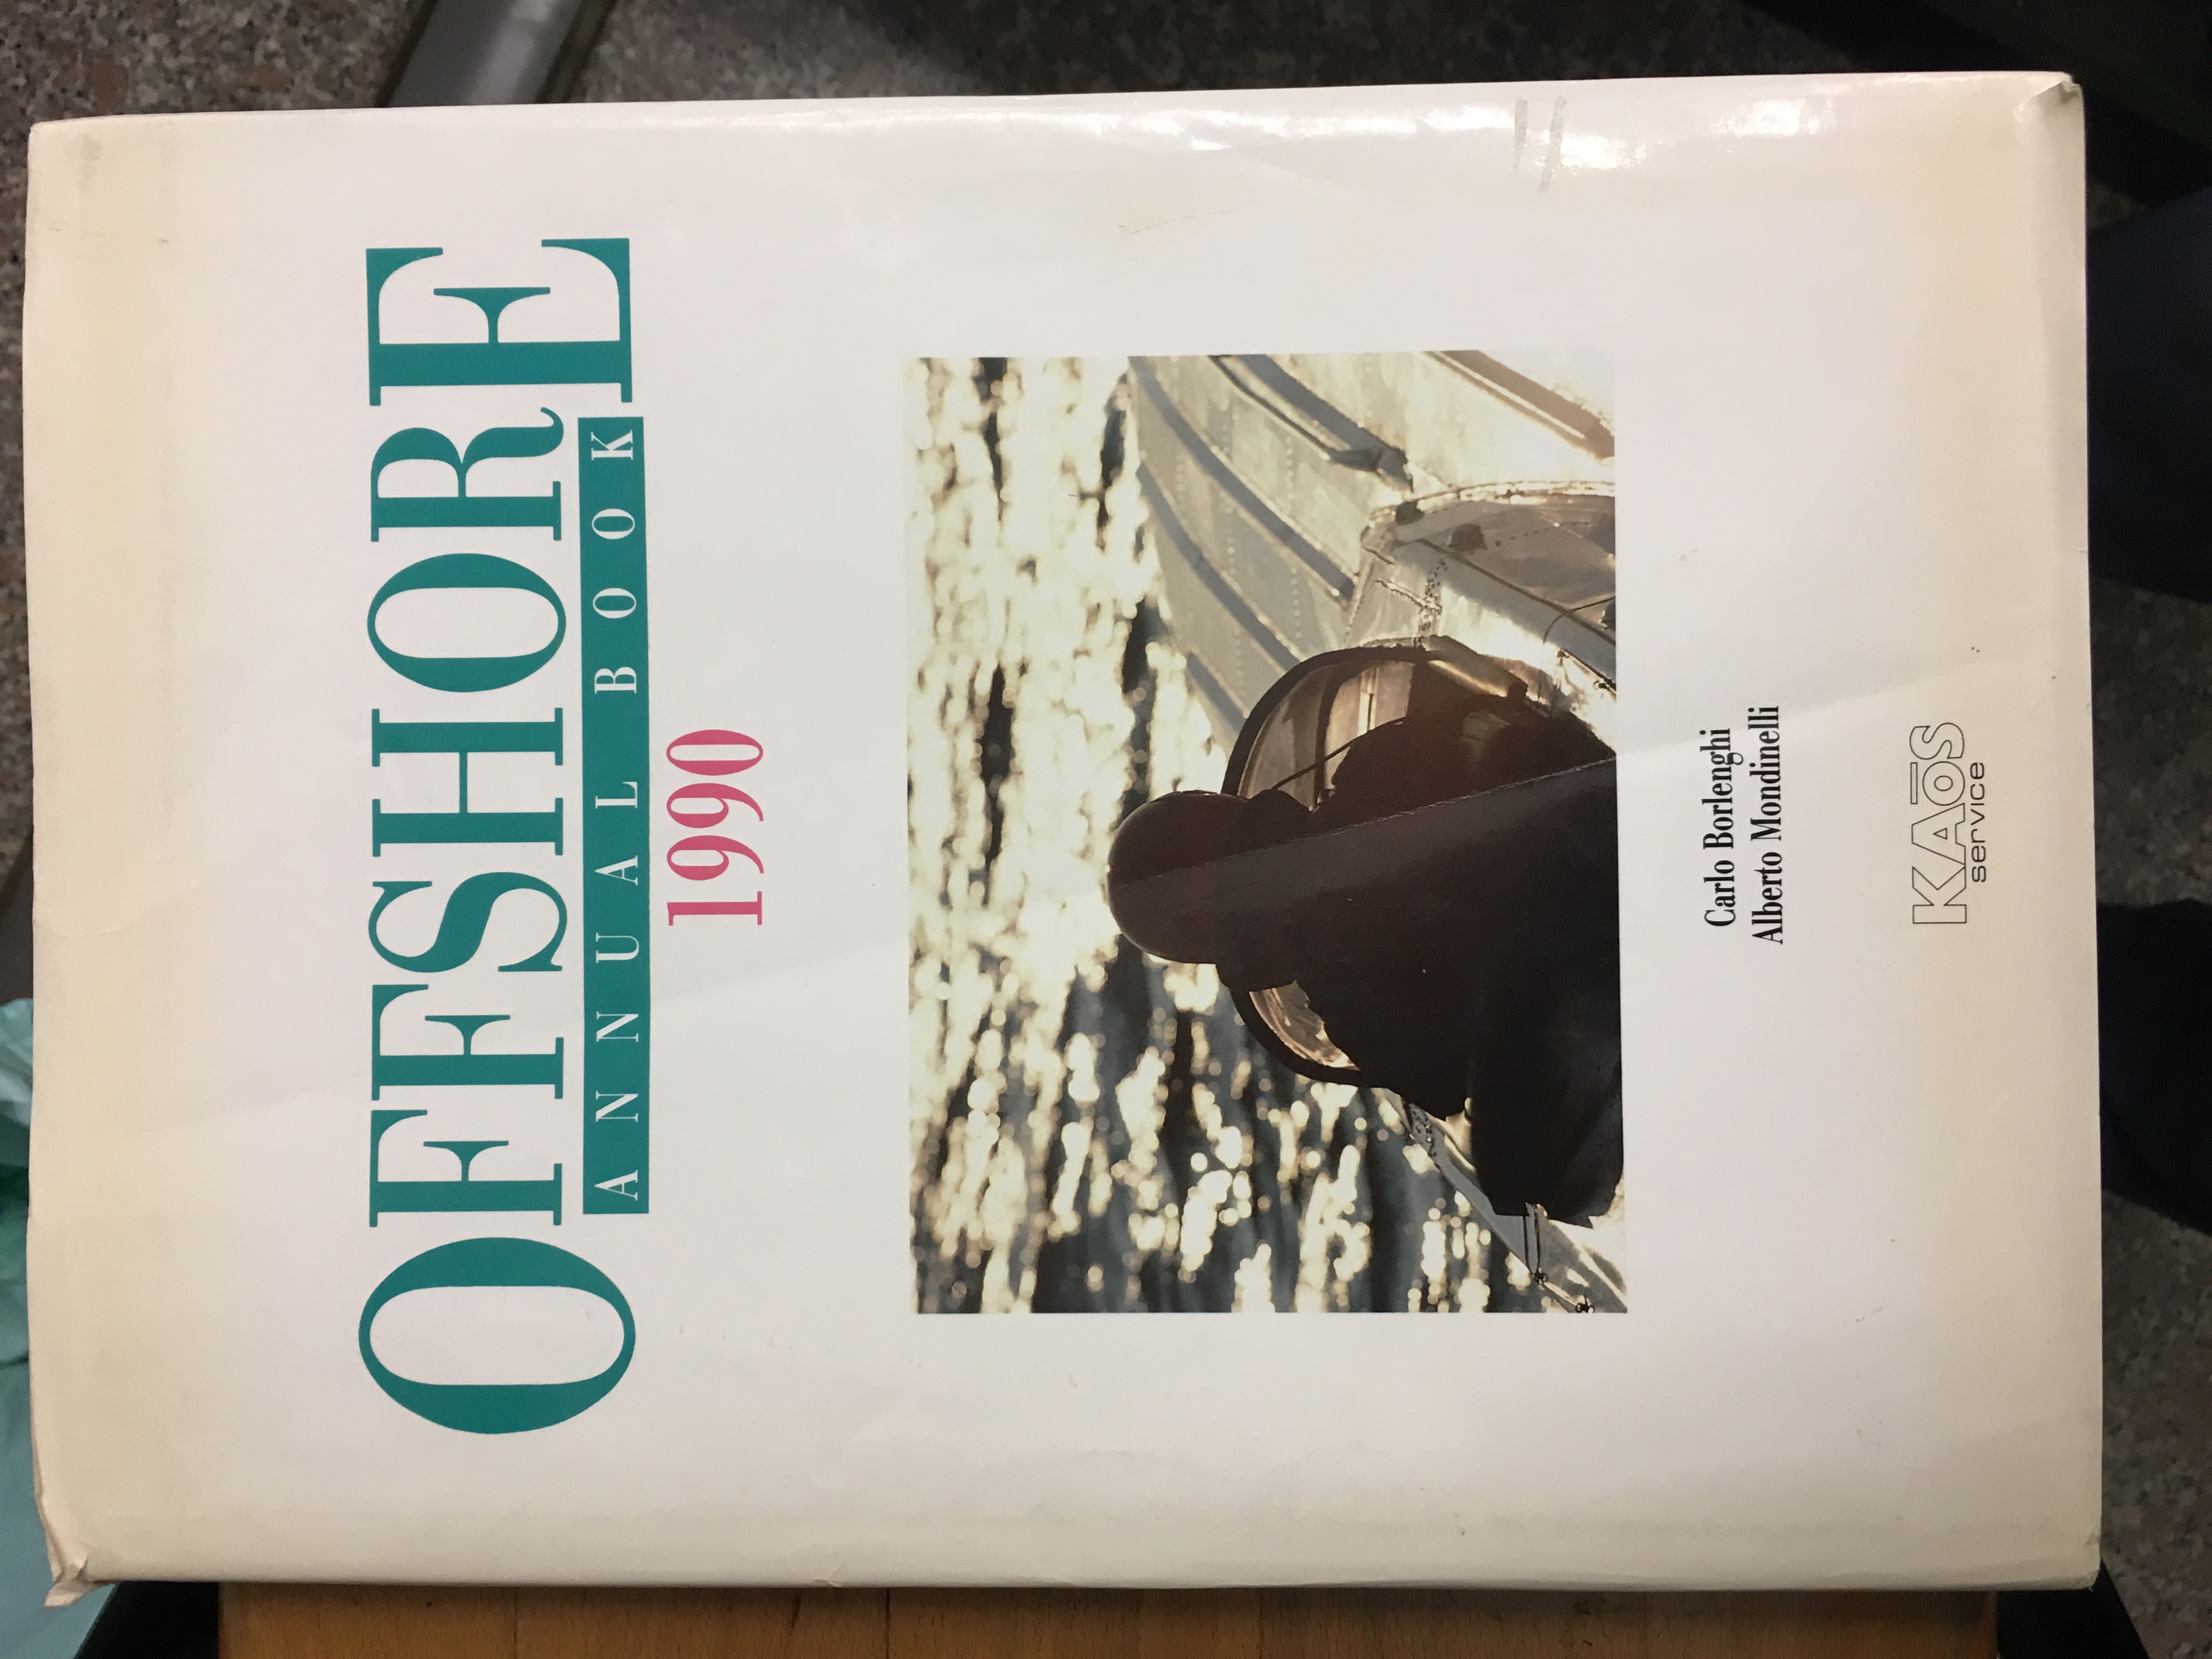 OFFSHORE
ANNUAL BOOK
1990
Carlo Borlenghi
Alberto Mondinelli
KAOS
service